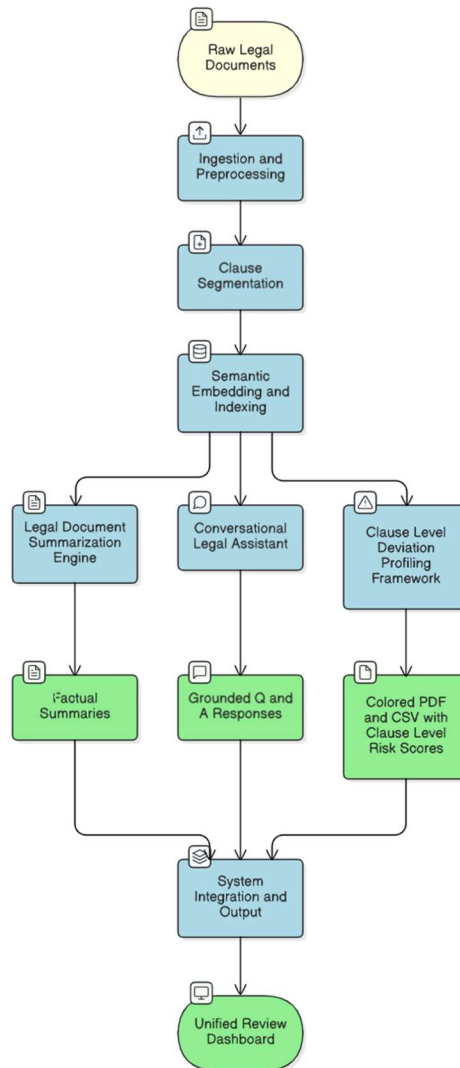 Raw Legal
Documents
Ingestion and
Preprocessing
Clause
Segmentation
Semantic
Embedding and
Indexing
Legal Document
Summarization
Engine
Conversational
Legal Assistant
Clause Level
Deviation
Profiling
Framework
Factual
Summaries
Grounded Q and
A Responses
Colored PDF
and CSV with
Clause Level
Risk Scores
System
Integration and
Output
Unified Review
Dashboard